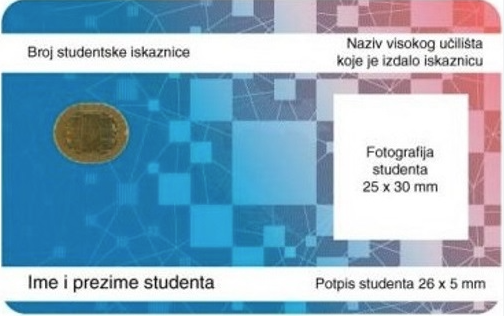 Broj studentske iskaznice
Naziv visokog učilišta
koje je izdalo iskaznicu
Fotografija
studenta
25 x 30 mm
Ime i prezime studenta
Potpis studenta 26 x 5 mm